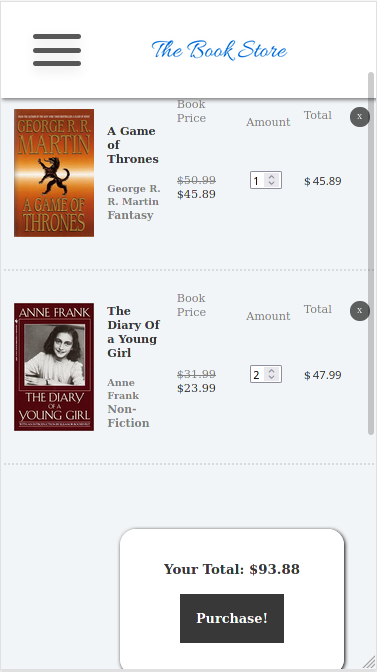 The Book Store
GEORGE R. R.
MARTIN
A GAME
OF
THRONES
A Game
of
Thrones
George R.
R. Martin
Fantasy
Book
Price
$50.99
$45.89
Amount
1
Total
$ 45.89
x
ANNE FRANK
THE DIARY
OF A
YOUNG GIRL
The
Diary Of
a Young
Girl
Anne
Frank
Non-
Fiction
Book
Price
$31.99
$23.99
Amount
2
Total
$ 47.99
x
Your Total: $93.88
Purchase!